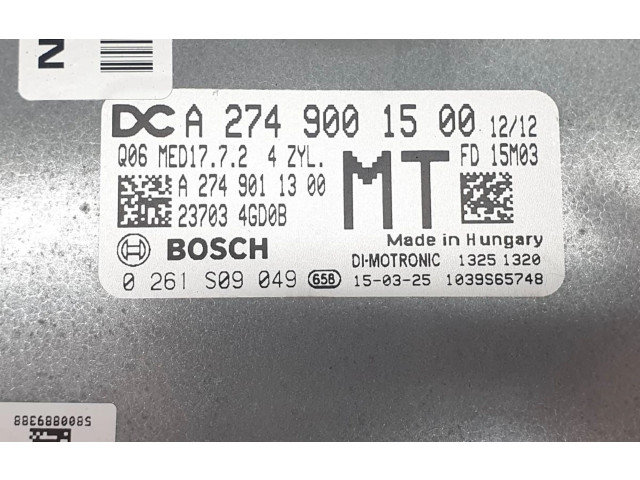 N
DC A 274 900 15 00 12/12
Q06 MED17.7.2 4 ZYL. MT FD 15M03
A 274 901 13 00
23703 4GD0B
BOSCH Made in Hungary
DI-MOTRONIC 1325 1320
0 261 S09 049 65B 15-03-25 1039S65748
5800889388